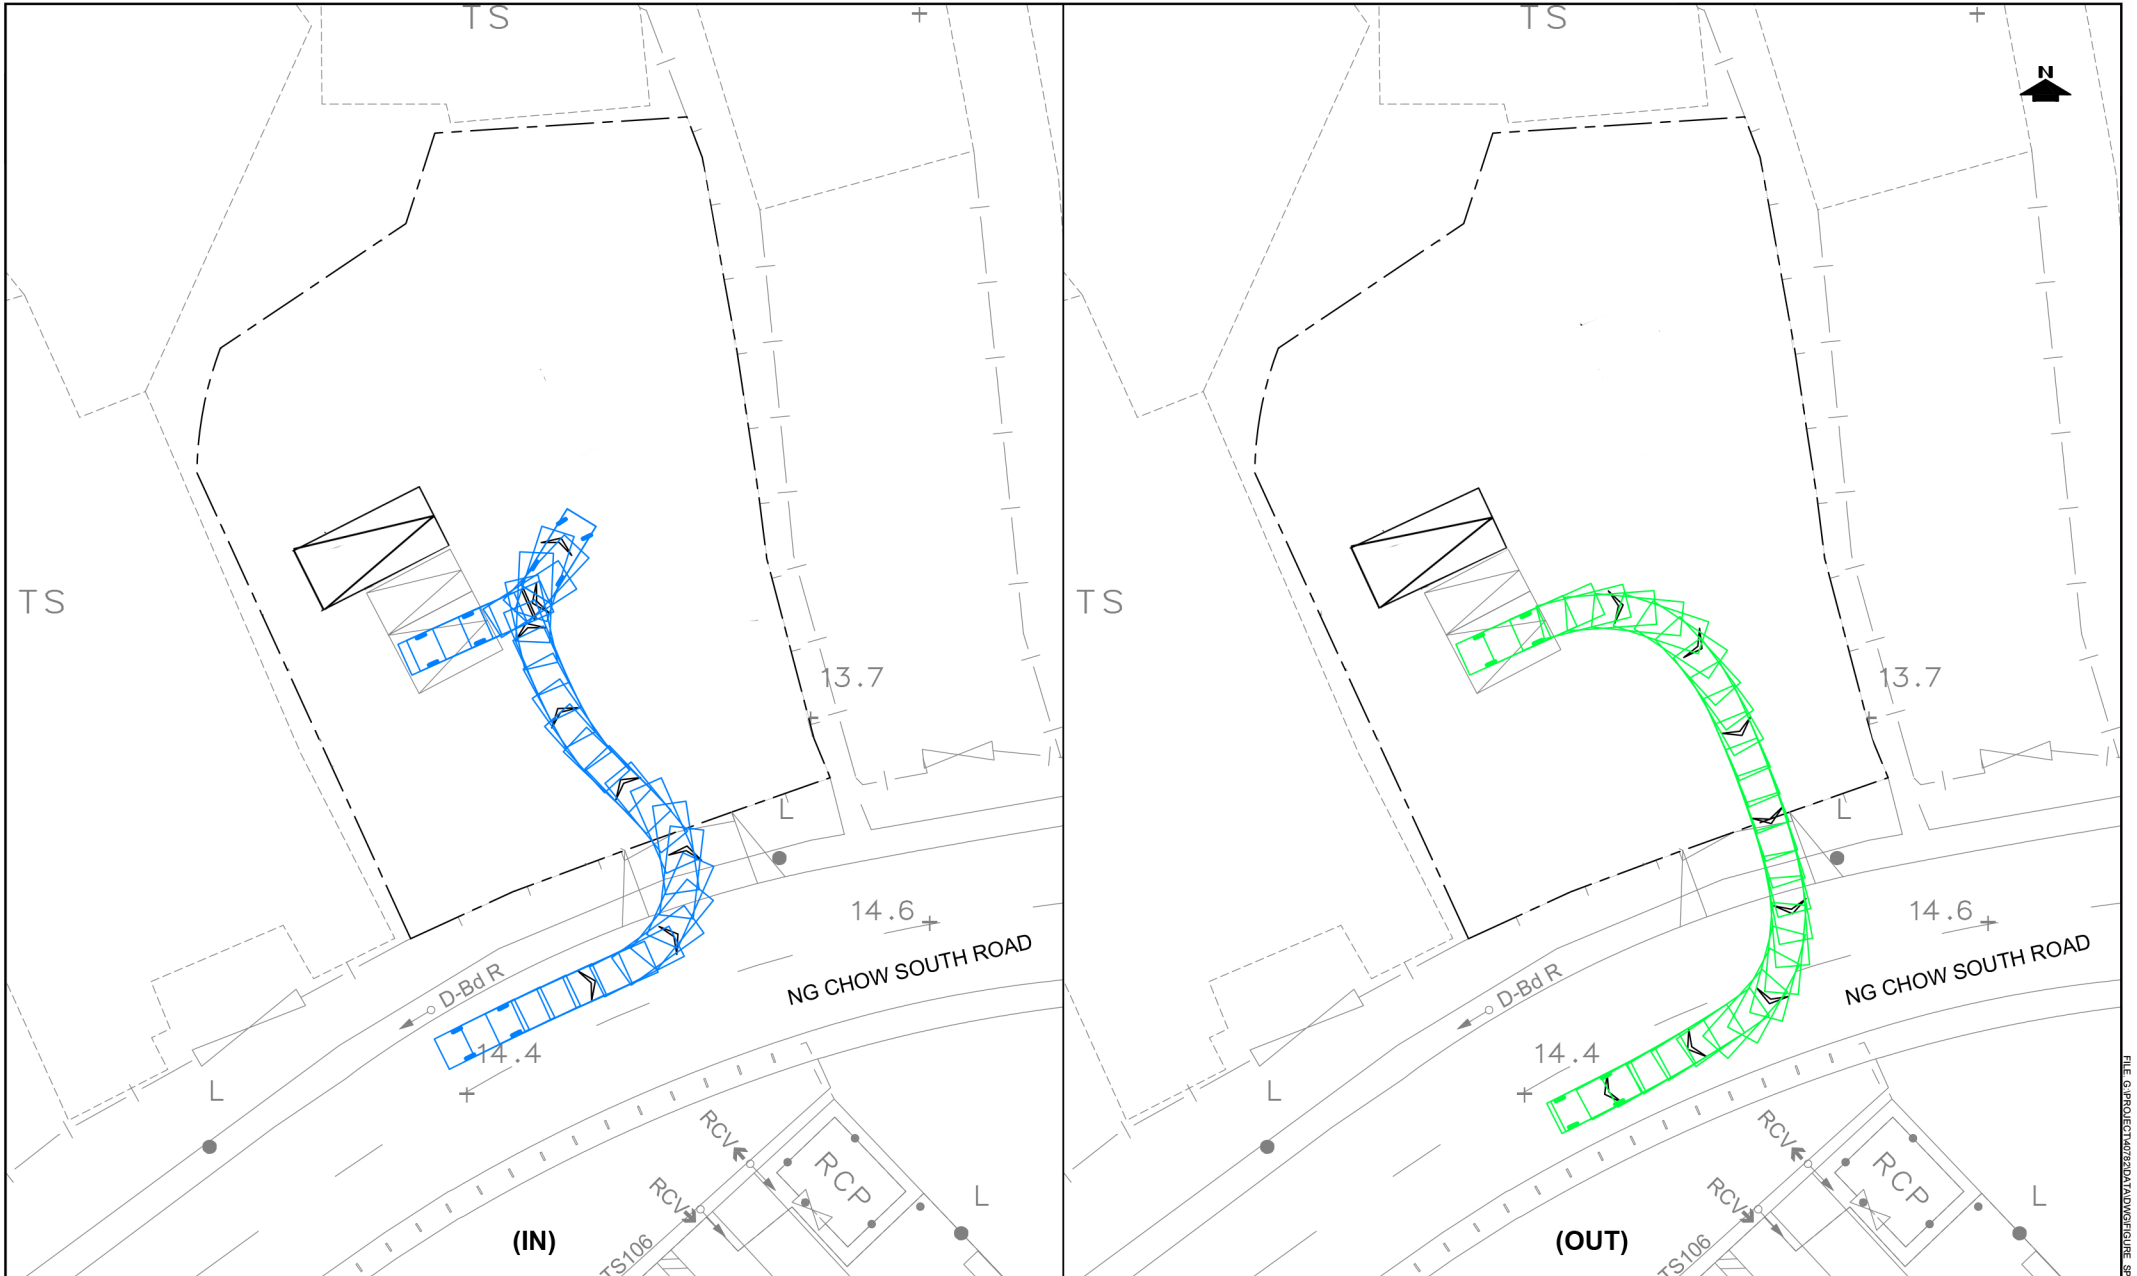 TS
TS
13.7
L
14.6
NG CHOW SOUTH ROAD
D-Bd R
14.4
L
RCV
RCP
RCV
L
TS106
(IN)
TS
N
TS
13.7
L
14.6
NG CHOW SOUTH ROAD
D-Bd R
14.4
L
RCV
RCP
RCV
L
TS106
(OUT)